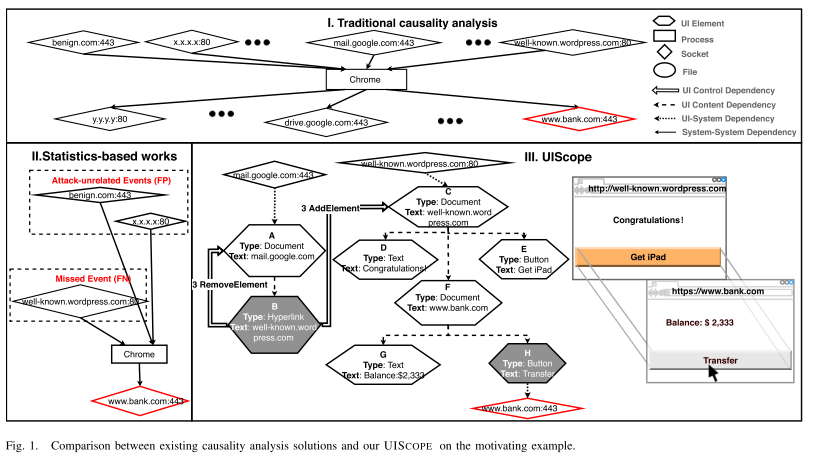 I. Traditional causality analysis
benign.com:443
x.x.x.x:80
mail.google.com:443
well-known.wordpress.com:80
Chrome
y.y.y.y:80
drive.google.com:443
www.bank.com:443
UI Element
Process
Socket
File
UI Control Dependency
UI Content Dependency
UI-System Dependency
System-System Dependency
II.Statistics-based works
Attack-unrelated Events (FP)
benign.com:443
x.x.x.x:80
Missed Event (FN)
well-known.wordpress.com:80
Chrome
www.bank.com:443
III. UIScope
mail.google.com:443
well-known.wordpress.com:80
A
Type: Document
Text: mail.google.com
3 RemoveElement
B
Type: Hyperlink
Text: well-known.word
press.com
3 AddElement
C
Type: Document
Text: well-known.word
press.com
D
Type: Text
Text: Congratulations!
E
Type: Button
Text: Get iPad
F
Type: Document
Text: www.bank.com
G
Type: Text
Text: Balance:$2,333
H
Type: Button
Text: Transfer
www.bank.com:443
http://well-known.wordpress.com
Congratulations!
Get iPad
https://www.bank.com
Balance: $ 2,333
Transfer
Fig. 1. Comparison between existing causality analysis solutions and our UISCOPE on the motivating example.